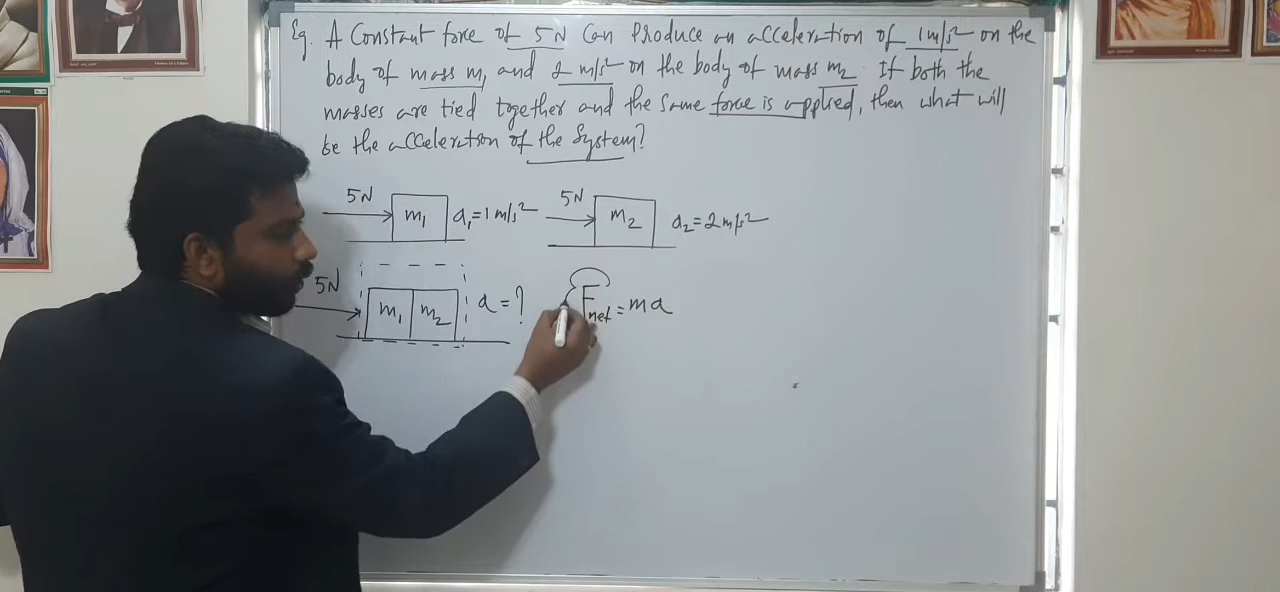 Eg. A Constant force of 5N Can Produce an acceleration of 1m/s² on the
body of mass m₁ and 2 m/s² on the body of mass m₂. If both the
masses are tied together and the same force is applied, then what will
be the acceleration of the System?
5N m₁ a₁=1m/s² 5N m₂ a₂=2m/s²
5N m₁ m₂ a=? Fnet=ma